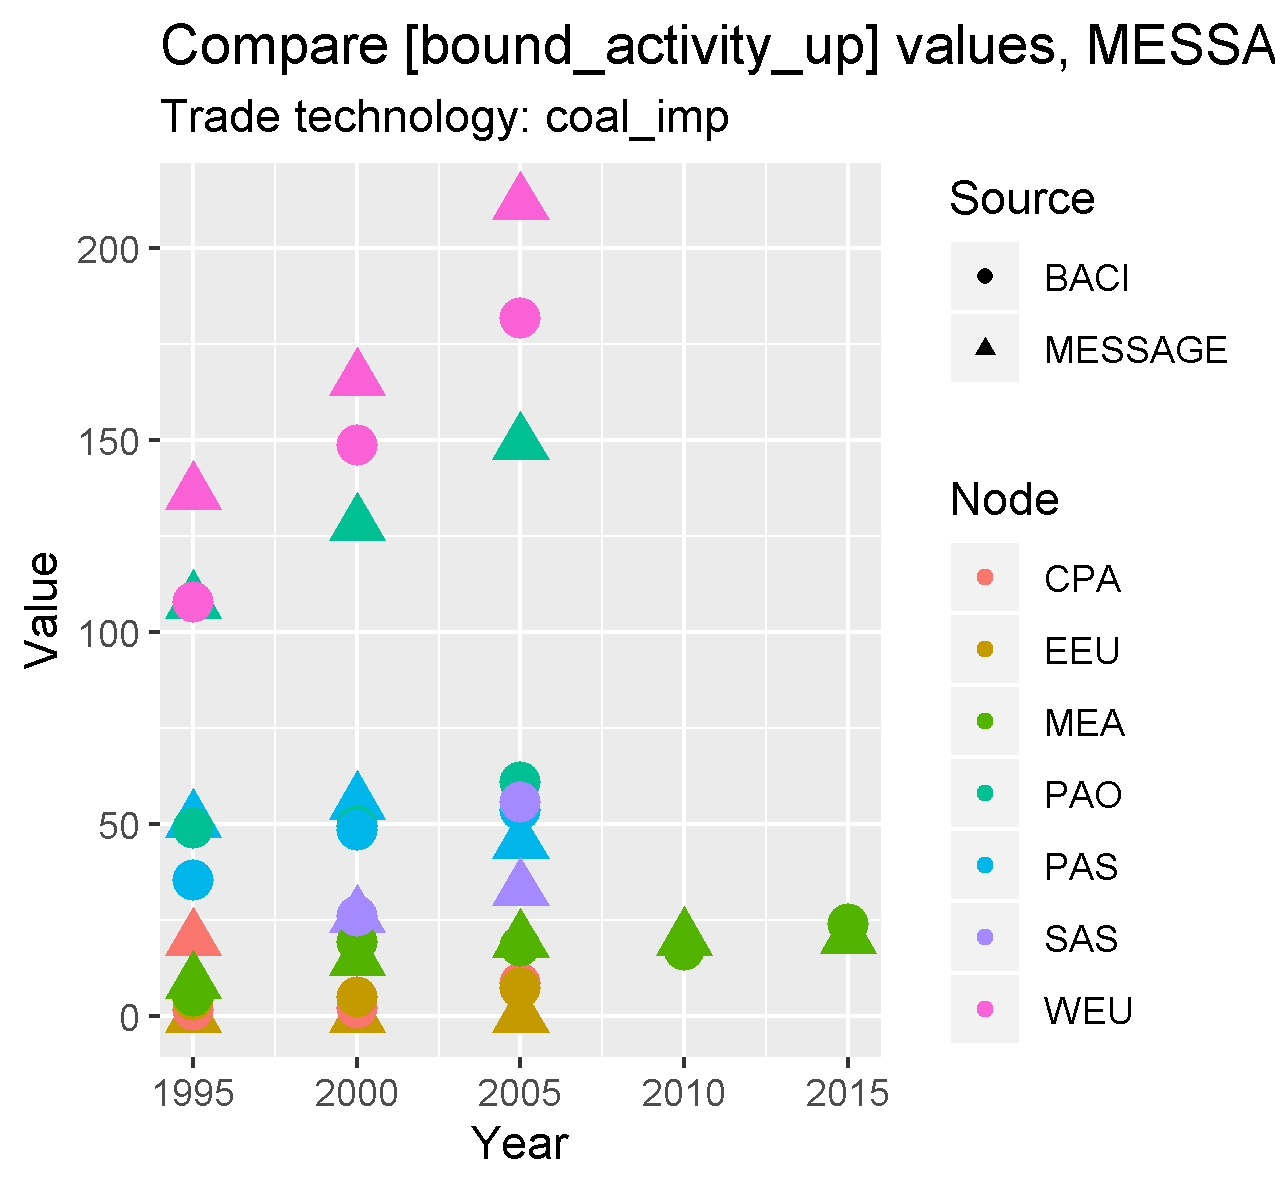 Compare [bound_activity_up] values, MESSA
Trade technology: coal_imp
Value
200
150
100
50
0
1995 2000 2005 2010 2015
Year
Source
BACI
MESSAGE
Node
CPA
EEU
MEA
PAO
PAS
SAS
WEU